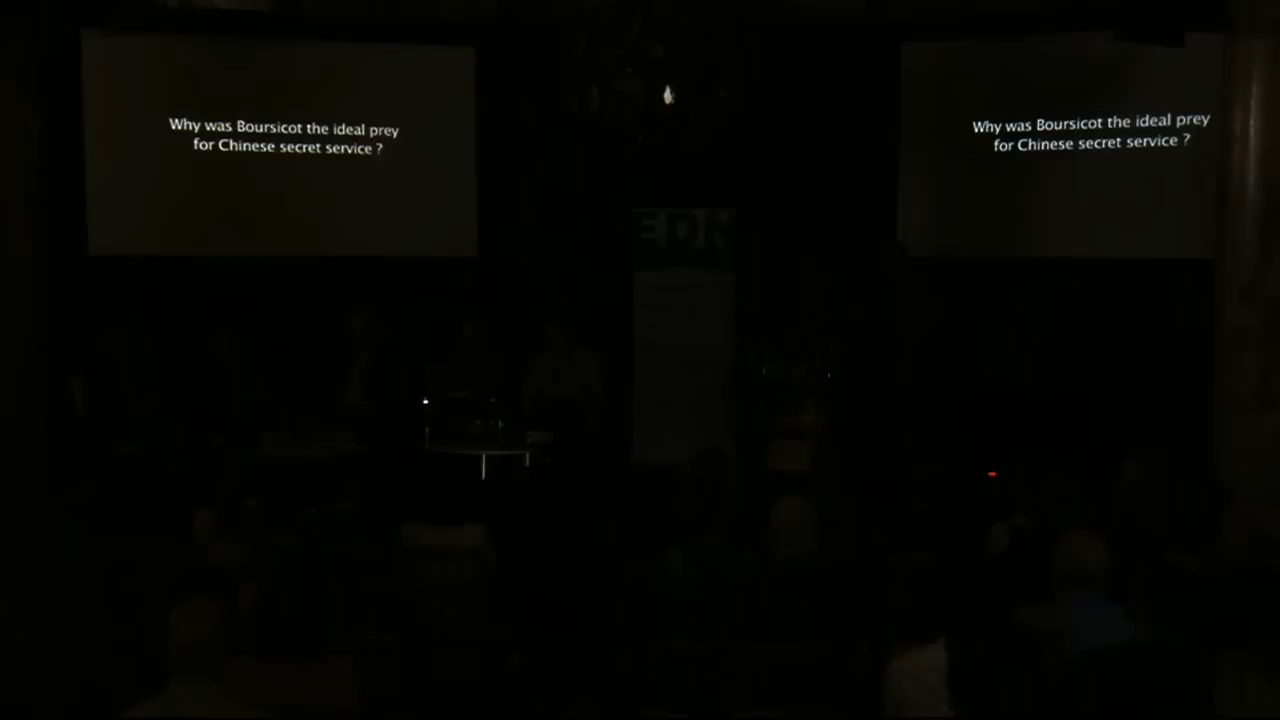 Why was Boursicot the ideal prey
for Chinese secret service ?
Why was Boursicot the ideal prey
for Chinese secret service ?
EDN